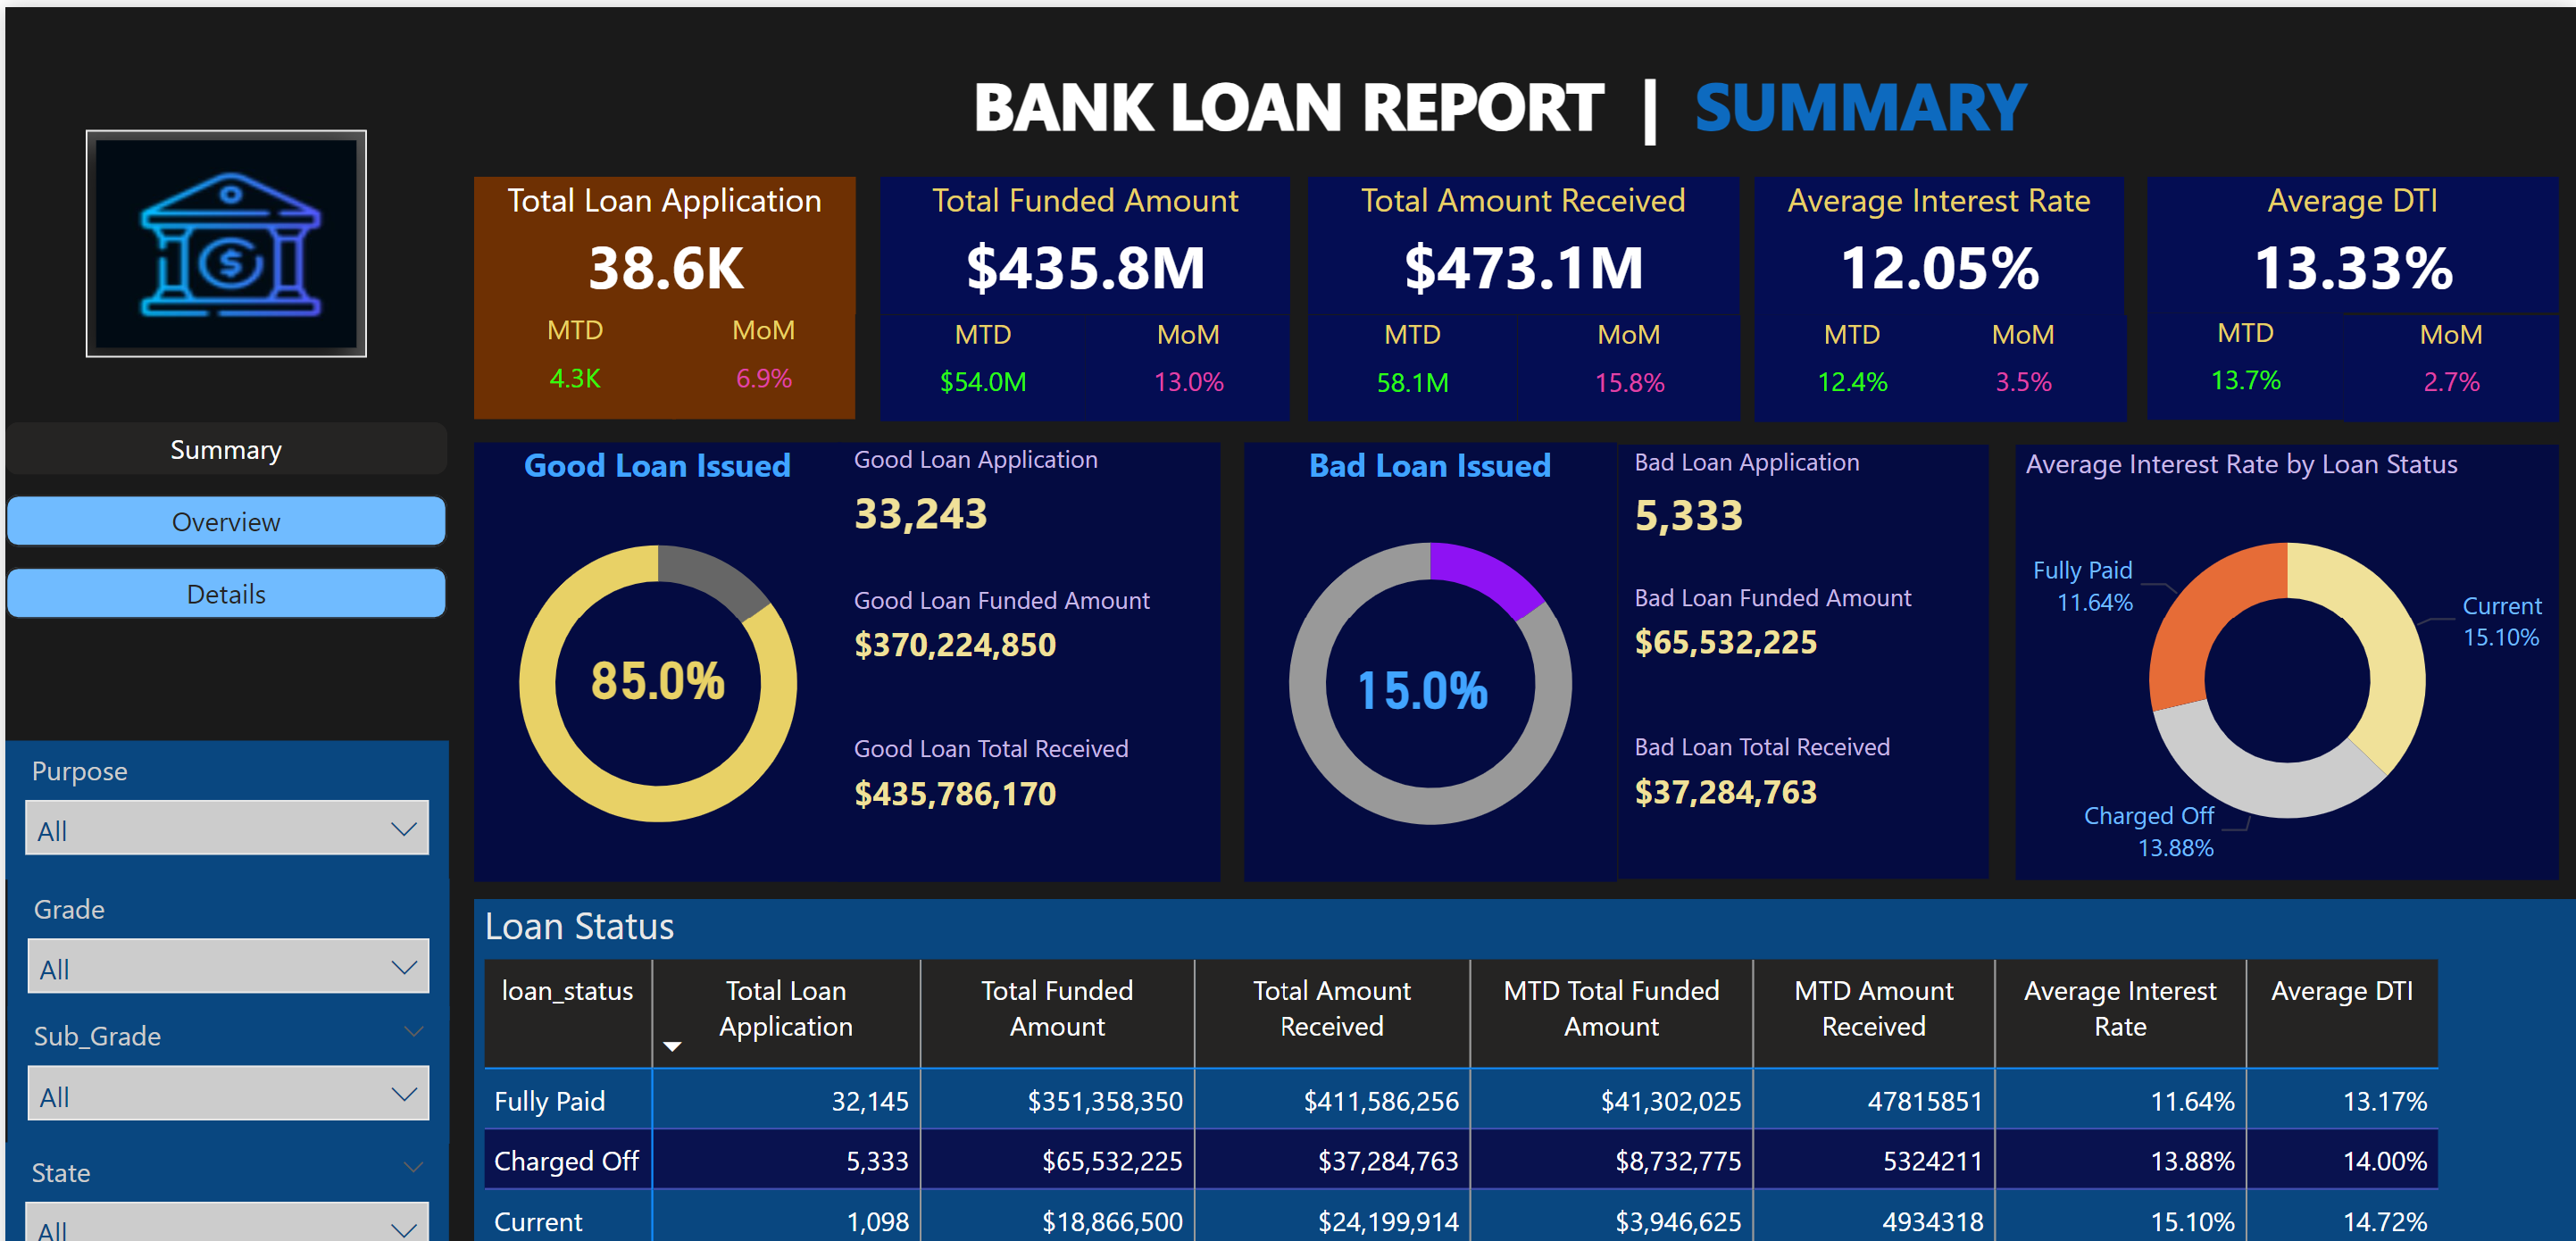 BANK LOAN REPORT | SUMMARY
$
Summary
Overview
Details
Purpose
All
Grade
All
Sub_Grade
All
State
All
Total Loan Application
38.6K
MTD MoM
4.3K 6.9%
Total Funded Amount
$435.8M
MTD MoM
$54.0M 13.0%
Total Amount Received
$473.1M
MTD MoM
58.1M 15.8%
Average Interest Rate
12.05%
MTD MoM
12.4% 3.5%
Average DTI
13.33%
MTD MoM
13.7% 2.7%
Good Loan Issued
85.0%
Good Loan Application
33,243
Good Loan Funded Amount
$370,224,850
Good Loan Total Received
$435,786,170
Bad Loan Issued
15.0%
Bad Loan Application
5,333
Bad Loan Funded Amount
$65,532,225
Bad Loan Total Received
$37,284,763
Average Interest Rate by Loan Status
Fully Paid
11.64%
Current
15.10%
Charged Off
13.88%
Loan Status
loan_status Total Loan Application Total Funded Amount Total Amount Received MTD Total Funded Amount MTD Amount Received Average Interest Rate Average DTI
Fully Paid 32,145 $351,358,350 $411,586,256 $41,302,025 47815851 11.64% 13.17%
Charged Off 5,333 $65,532,225 $37,284,763 $8,732,775 5324211 13.88% 14.00%
Current 1,098 $18,866,500 $24,199,914 $3,946,625 4934318 15.10% 14.72%